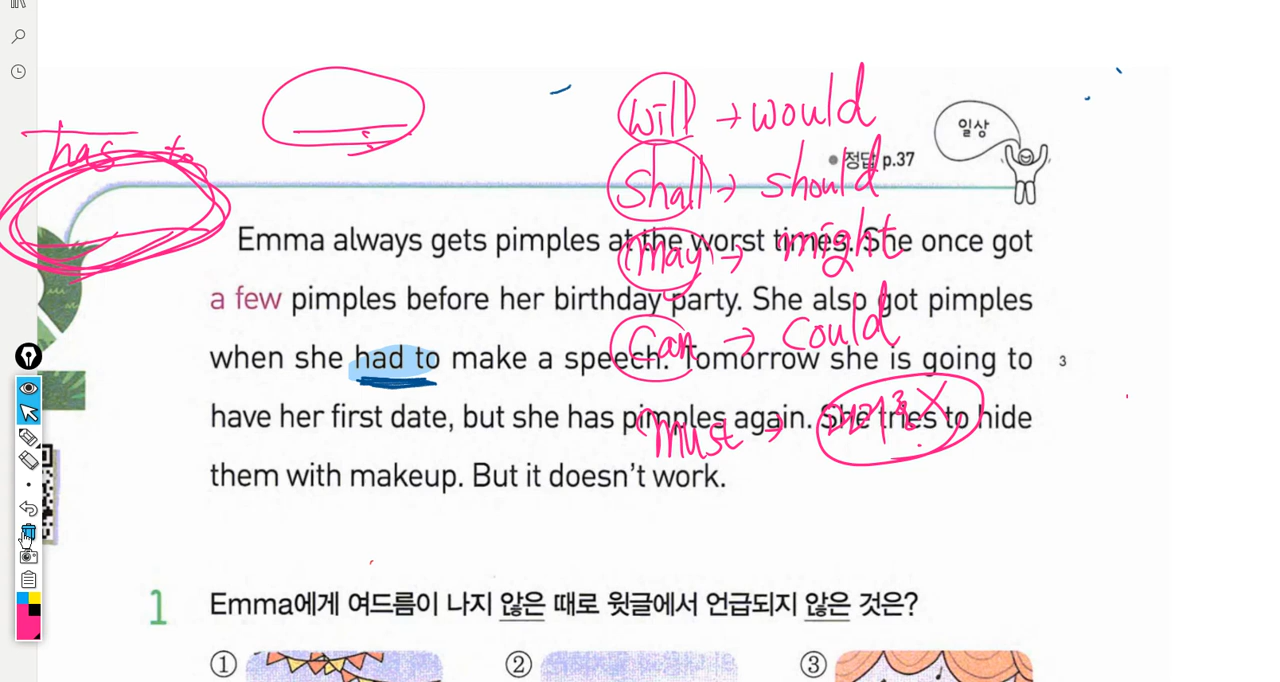 will → would
일상
has to
● 정답 p.37
shall → should
Emma always gets pimples at the worst times. She once got
may → might
a few pimples before her birthday party. She also got pimples
can → could
when she had to make a speech. Tomorrow she is going to
3
have her first date, but she has pimples again. She tries to hide
must → 과거형 X
them with makeup. But it doesn't work.
1 Emma에게 여드름이 나지 않은 때로 윗글에서 언급되지 않은 것은?
① ② ③